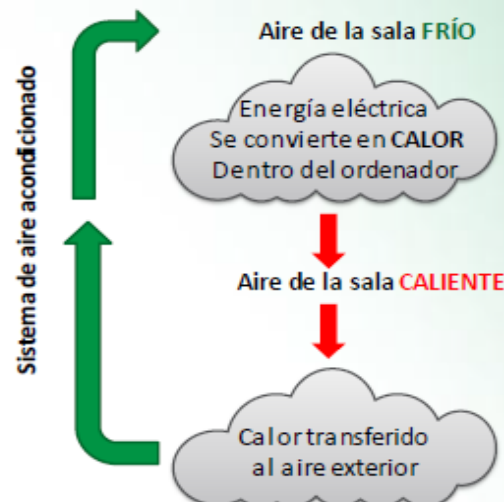 Aire de la sala FRÍO
Energía eléctrica
Se convierte en CALOR
Dentro del ordenador
Aire de la sala CALIENTE
Calor transferido
al aire exterior
Sistema de aire acondicionado